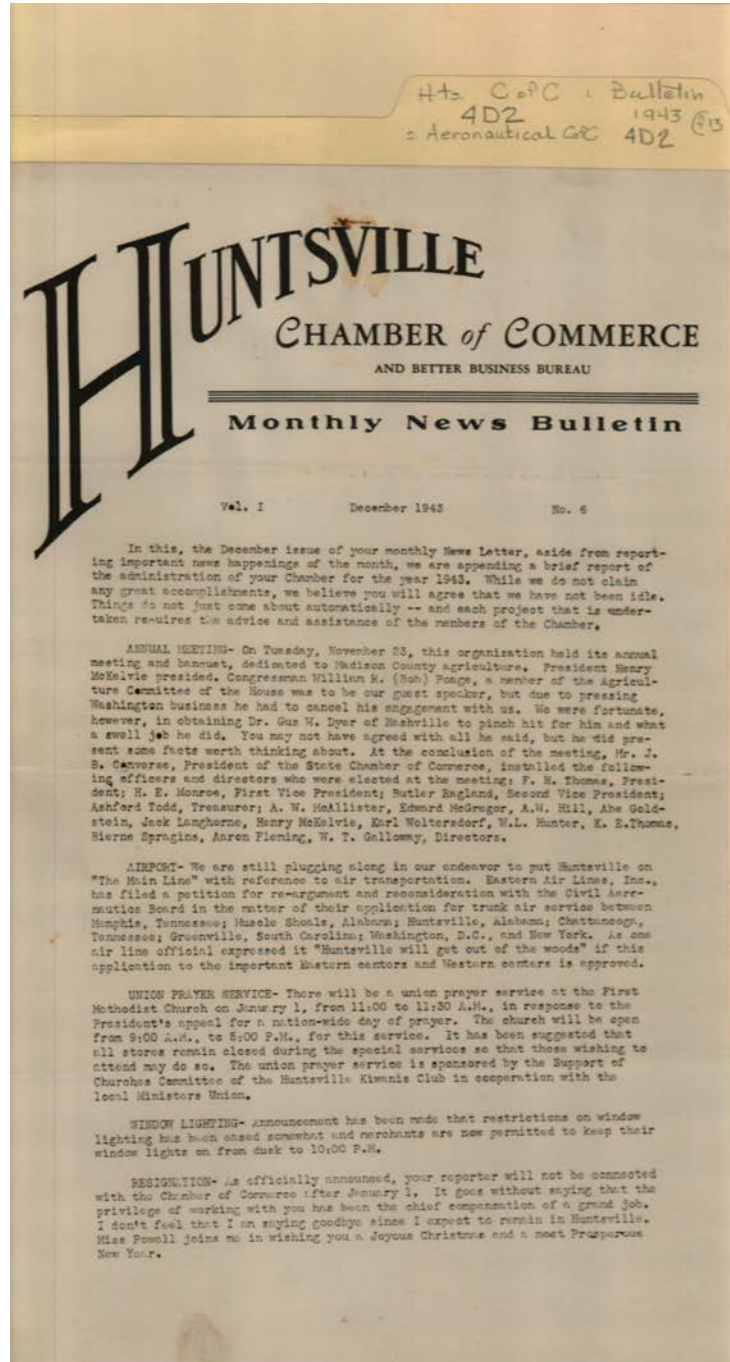 Hts CofC : Bulletin
4D2 1943
: Aeronautical CofC 4D2
HUNTSVILLE
CHAMBER of COMMERCE
AND BETTER BUSINESS BUREAU
Monthly News Bulletin
Vol. I December 1943 No. 6
In this, the December issue of your monthly News Letter, aside from report-
ing important news happenings of the month, we are appending a brief report of
the administration of your Chamber for the year 1943. While we do not claim
any great accomplishments, we believe you will agree that we have not been idle.
Things do not just come about automatically -- and each project that is under-
taken requires the advice and assistance of the members of the Chamber.
ANNUAL MEETING- On Tuesday, November 23, this organization held its annual
meeting and banquet, dedicated to Madison County agriculture. President Henry
McKelvie presided. Congressman William R. (Bob) Poage, a member of the Agricul-
ture Committee of the House was to be our guest speaker, but due to pressing
Washington business he had to cancel his engagement with us. We were fortunate,
however, in obtaining Dr. Gus W. Dyer of Nashville to pinch hit for him and what
a swell job he did. You may not have agreed with all he said, but he did pre-
sent some facts worth thinking about. At the conclusion of the meeting, Mr. J.
B. Converse, President of the State Chamber of Commerce, installed the follow-
ing officers and directors who were elected at the meeting: F. H. Thomas, Presi-
dent; H. E. Monroe, First Vice President; Butler Ragland, Second Vice President;
Ashford Todd, Treasurer; A. W. McAllister, Edward McGregor, A.W. Hill, Abe Gold-
stein, Jack Langhorne, Henry McKelvie, Karl Woltersdorf, W.L. Hunter, K. E.Thomas,
Bierne Spragins, Aaron Fleming, W. T. Galloway, Directors.
AIRPORT- We are still plugging along in our endeavor to put Huntsville on
"The Main Line" with reference to air transportation. Eastern Air Lines, Inc.,
has filed a petition for re-argument and reconsideration with the Civil Aero-
nautics Board in the matter of their application for trunk air service between
Memphis, Tennessee; Muscle Shoals, Alabama; Huntsville, Alabama; Chattanooga,
Tennessee; Greenville, South Carolina; Washington, D.C., and New York. As one
air line official expressed it "Huntsville will get out of the woods" if this
application to the important Eastern centers and Western centers is approved.
UNION PRAYER SERVICE- There will be a union prayer service at the First
Methodist Church on January 1, from 11:00 to 11:30 A.M., in response to the
President's appeal for a nation-wide day of prayer. The church will be open
from 9:00 A.M., to 5:00 P.M., for this service. It has been suggested that
all stores remain closed during the special services so that those wishing to
attend may do so. The union prayer service is sponsored by the Support of
Churches Committee of the Huntsville Kiwanis Club in cooperation with the
local Ministers Union.
WINDOW LIGHTING- Announcement has been made that restrictions on window
lighting has been eased somewhat and merchants are now permitted to keep their
window lights on from dusk to 10:00 P.M.
RESIGNATION- As officially announced, your reporter will not be connected
with the Chamber of Commerce after January 1. It goes without saying that the
privilege of working with you has been the chief compensation of a grand job.
I don't feel that I am saying goodbye since I expect to remain in Huntsville.
Miss Powell joins me in wishing you a Joyous Christmas and a most Prosperous
New Year.